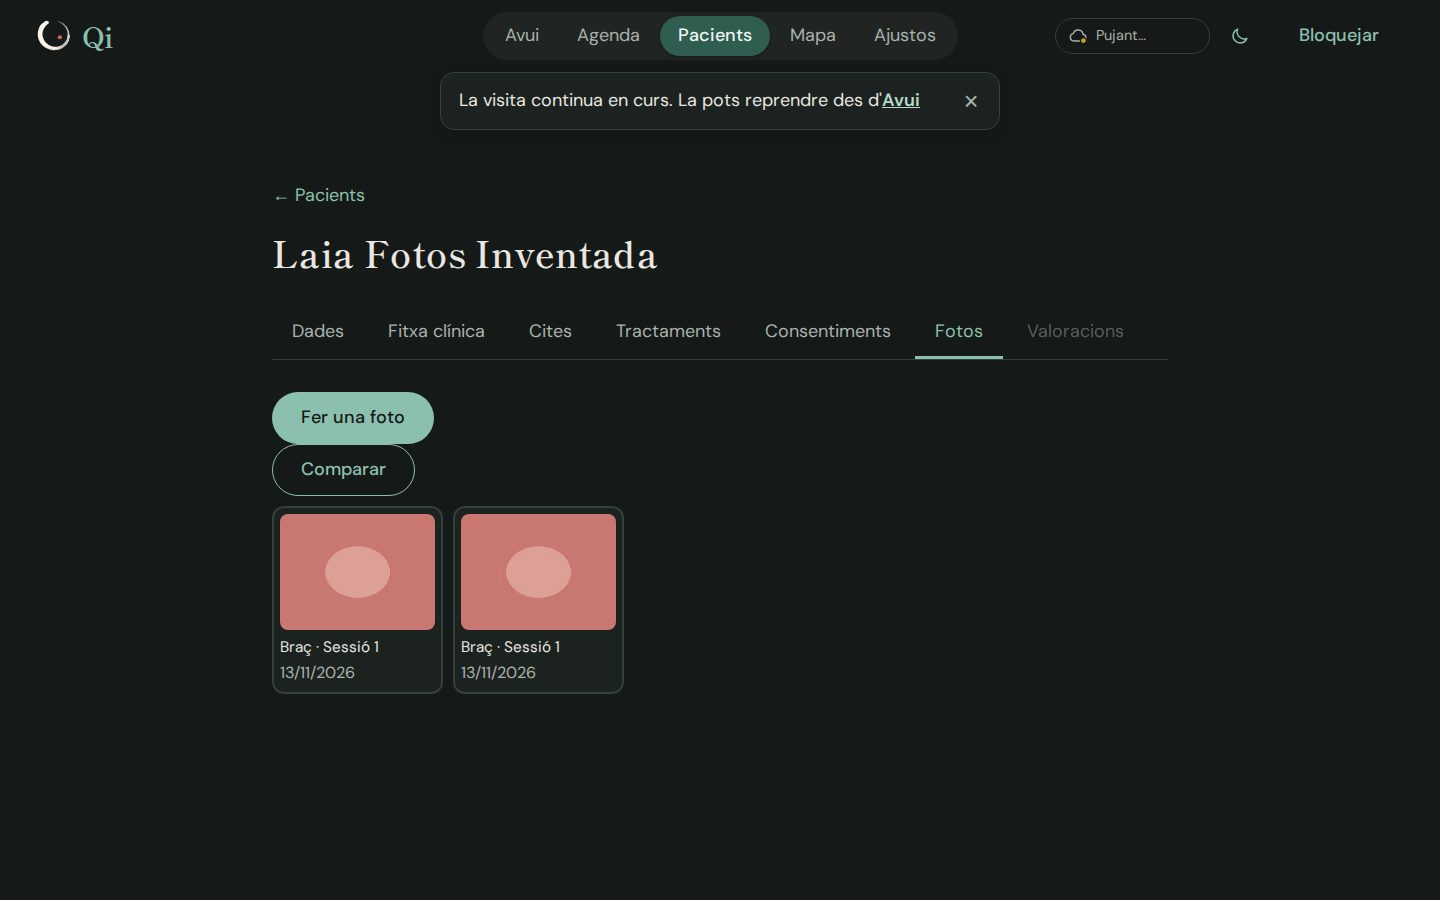 Qi
Avui Agenda Pacients Mapa Ajustos
Pujant...
Bloquejar
La visita continua en curs. La pots reprendre des d'Avui ×
← Pacients
Laia Fotos Inventada
Dades Fitxa clínica Cites Tractaments Consentiments Fotos Valoracions
Fer una foto
Comparar
Braç · Sessió 1
13/11/2026
Braç · Sessió 1
13/11/2026